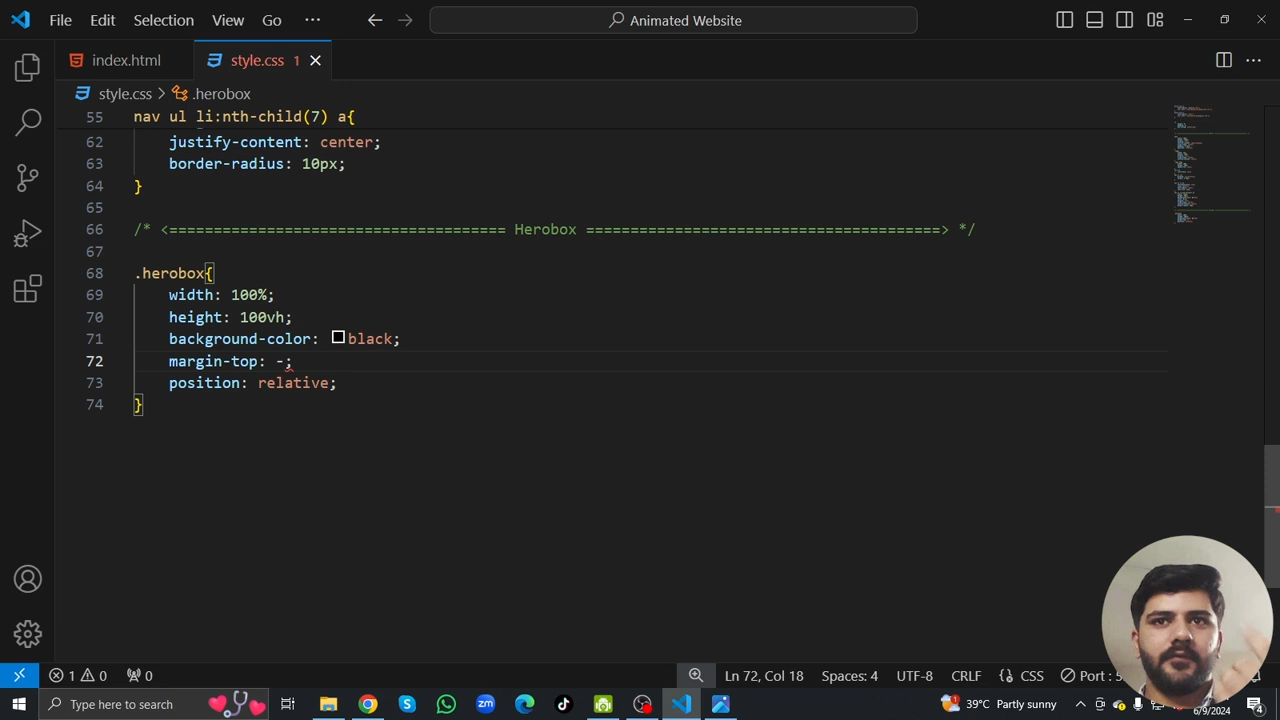 File Edit Selection View Go ··· Animated Website
index.html style.css 1
style.css > .herobox
55 nav ul li:nth-child(7) a{
62 justify-content: center;
63 border-radius: 10px;
64 }
65
66 /* <====================================== Herobox ========================================> */
67
68 .herobox{
69 width: 100%;
70 height: 100vh;
71 background-color: black;
72 margin-top: -;
73 position: relative;
74 }
1 0 0 Ln 72, Col 18 Spaces: 4 UTF-8 CRLF {} CSS Port :
Type here to search 39°C Partly sunny 6/9/2024